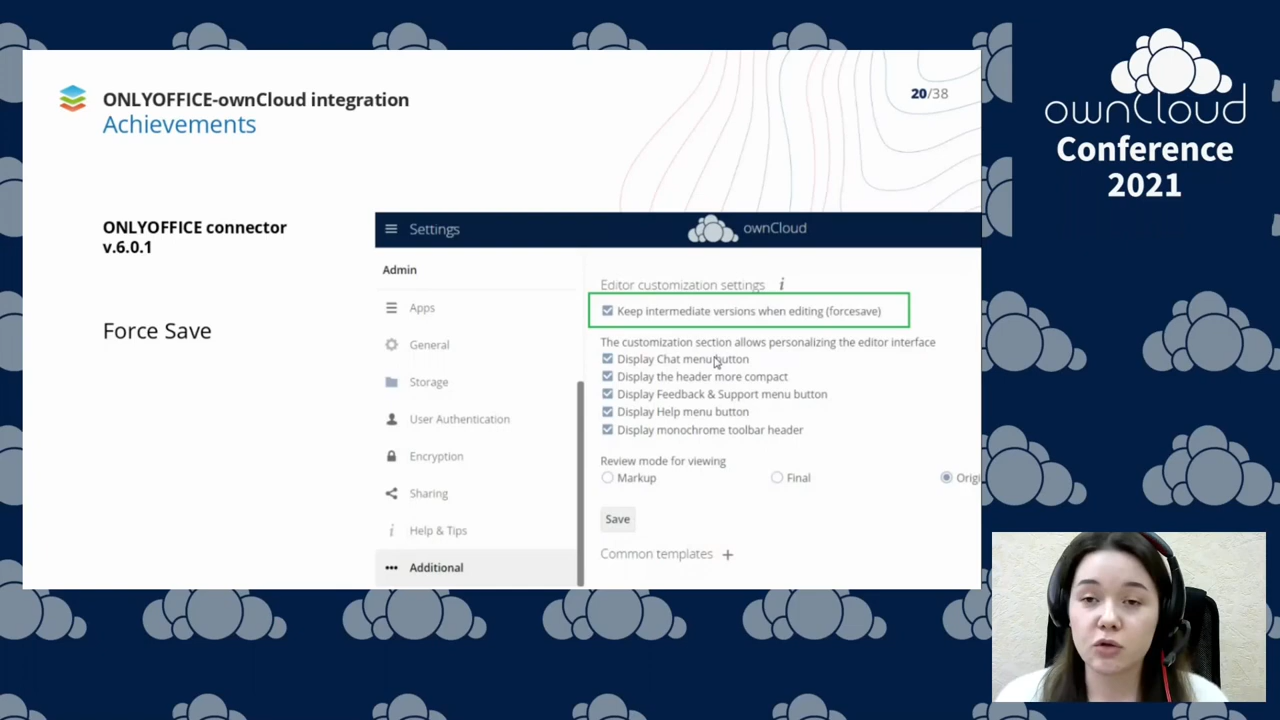 ONLYOFFICE-ownCloud integration
Achievements
20/38
ownCloud
Conference
2021
ONLYOFFICE connector
v.6.0.1
Force Save
Settings
ownCloud
Admin
Apps
General
Storage
User Authentication
Encryption
Sharing
Help & Tips
Additional
Editor customization settings
Keep intermediate versions when editing (forcesave)
The customization section allows personalizing the editor interface
Display Chat menu button
Display the header more compact
Display Feedback & Support menu button
Display Help menu button
Display monochrome toolbar header
Review mode for viewing
Markup Final Origi
Save
Common templates +